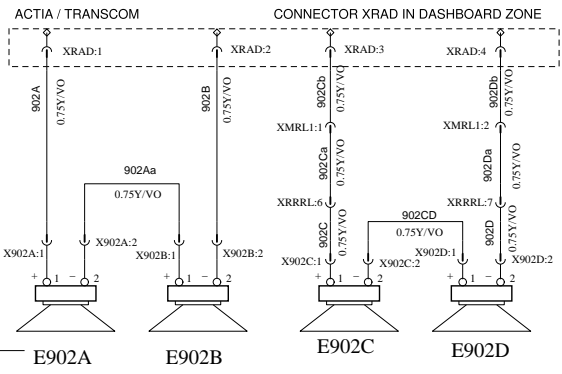 ACTIA / TRANSCOM
CONNECTOR XRAD IN DASHBOARD ZONE
XRAD:1
XRAD:2
XRAD:3
XRAD:4
902A
0.75Y/VO
902B
0.75Y/VO
902Cb
0.75Y/VO
902Db
0.75Y/VO
XMRL1:1
XMRL1:2
902Ca
0.75Y/VO
902Da
0.75Y/VO
902Aa
0.75Y/VO
XRRRL:6
XRRRL:7
902C
0.75Y/VO
902CD
0.75Y/VO
902D
0.75Y/VO
X902A:1
X902A:2
X902B:1
X902B:2
X902C:1
X902C:2
X902D:1
X902D:2
+ 1 − 2
+ 1 − 2
+ 1 − 2
+ 1 − 2
E902A
E902B
E902C
E902D